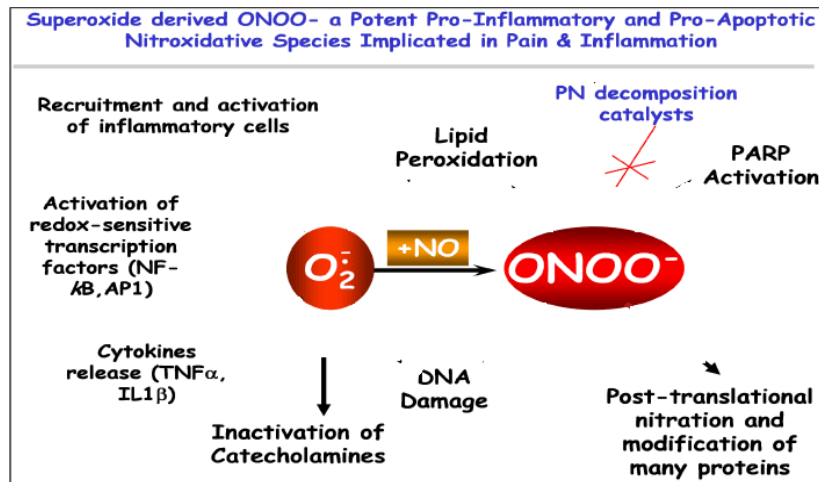 Superoxide derived ONOO- a Potent Pro-Inflammatory and Pro-Apoptotic
Nitroxidative Species Implicated in Pain & Inflammation
Recruitment and activation
of inflammatory cells
PN decomposition
catalysts
Lipid
Peroxidation
PARP
Activation
Activation of
redox-sensitive
transcription
factors (NF-
kB,AP1)
O₂⁻̇
+NO
ONOO⁻
Cytokines
release (TNFα,
IL1β)
DNA
Damage
Inactivation of
Catecholamines
Post-translational
nitration and
modification of
many proteins